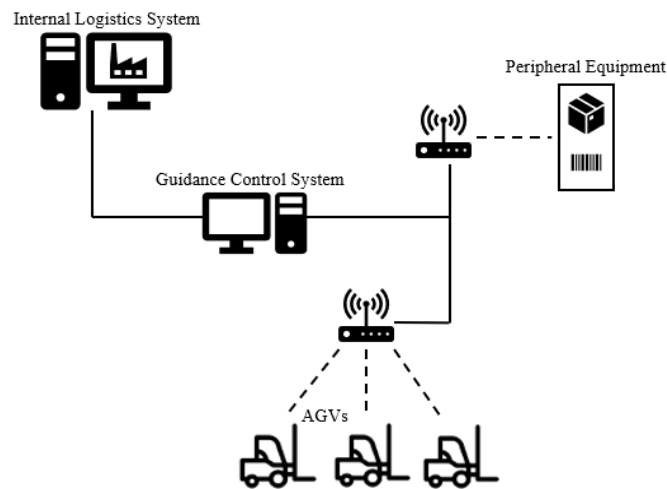 Internal Logistics System
Peripheral Equipment
Guidance Control System
AGVs